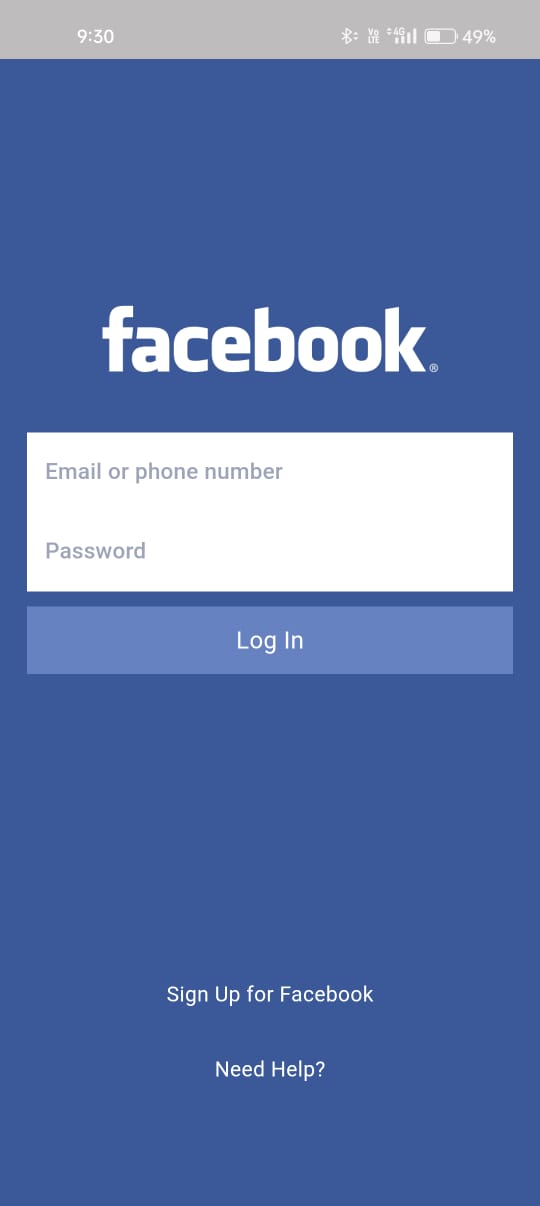 9:30 Vo LTE 4G 49%
facebook®
Email or phone number
Password
Log In
Sign Up for Facebook
Need Help?